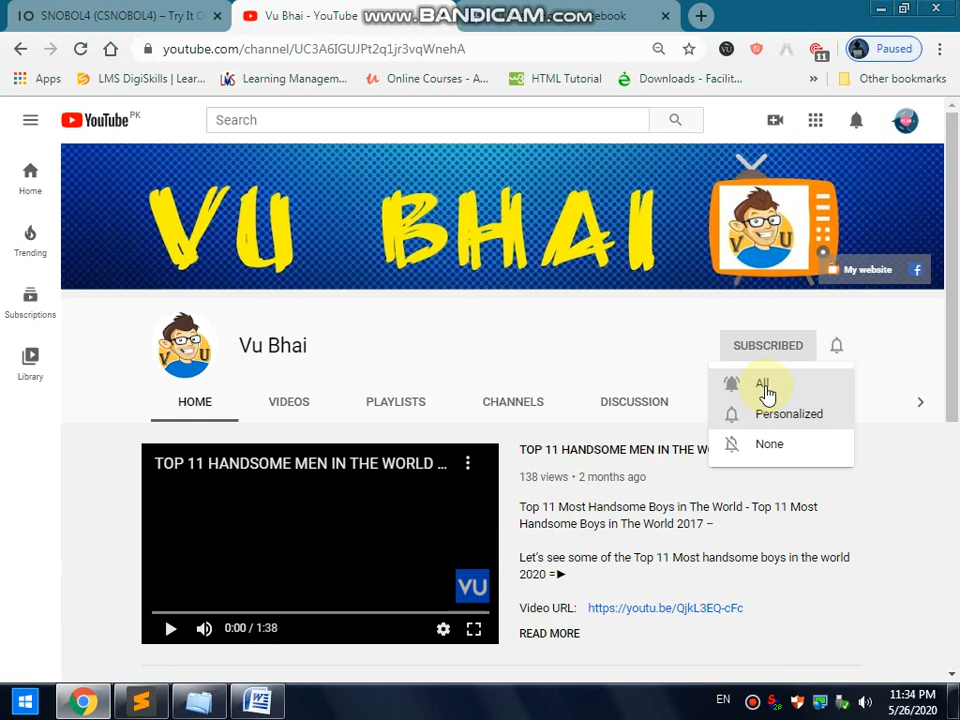 SNOBOL4 (CSNOBOL4) – Try It C
Vu Bhai - YouTube
www.BANDICAM.com
ebook
youtube.com/channel/UC3A6IGUJPt2q1jr3vqWnehA
11
Paused
Apps
LMS DigiSkills | Lear...
Learning Managem...
Online Courses - A...
HTML Tutorial
Downloads - Facilit...
»
Other bookmarks
YouTube PK
Search
Home
Trending
Subscriptions
Library
VU BHAI
V U
My website
V U
Vu Bhai
SUBSCRIBED
All
Personalized
None
HOME
VIDEOS
PLAYLISTS
CHANNELS
DISCUSSION
TOP 11 HANDSOME MEN IN THE WORLD ...
VU
0:00 / 1:38
TOP 11 HANDSOME MEN IN THE W
138 views • 2 months ago
Top 11 Most Handsome Boys in The World - Top 11 Most
Handsome Boys in The World 2017 –
Let's see some of the Top 11 Most handsome boys in the world
2020 =►
Video URL: https://youtu.be/QjkL3EQ-cFc
READ MORE
EN
28
11:34 PM
5/26/2020